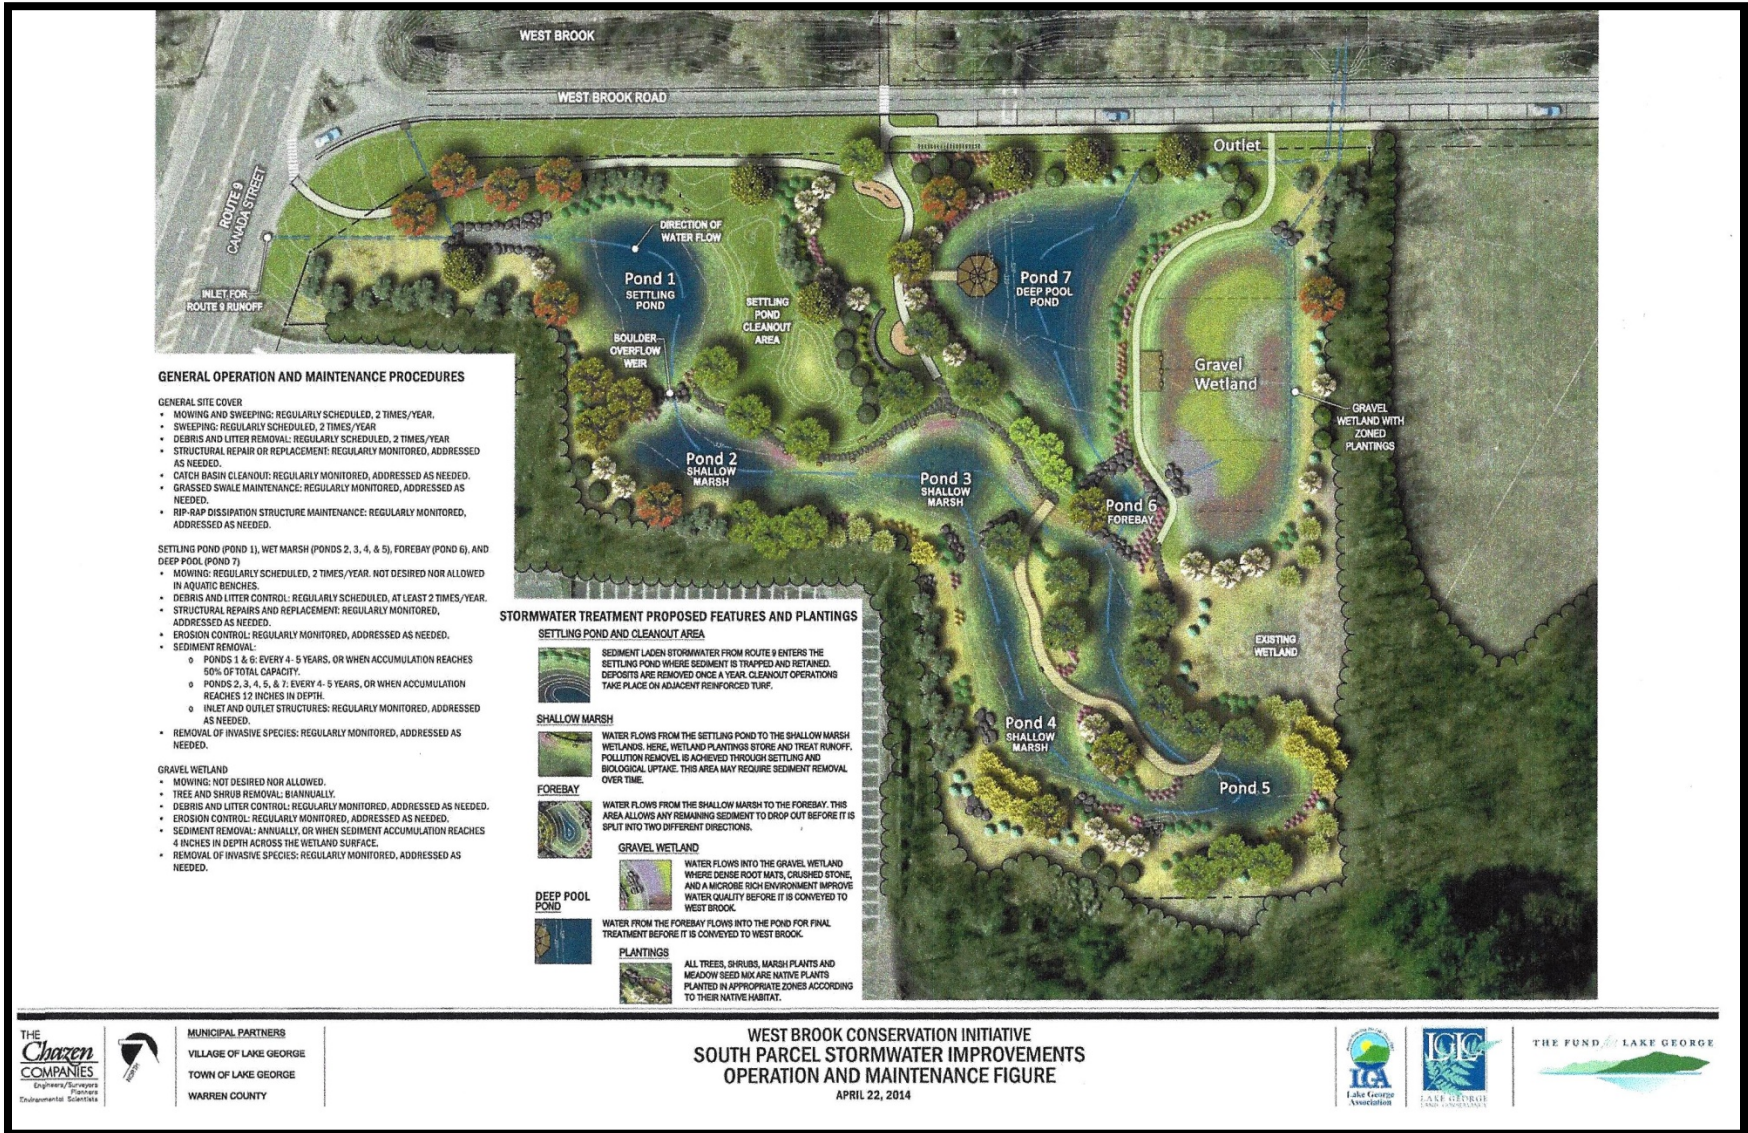 WEST BROOK
WEST BROOK ROAD
ROUTE 9
CANADA STREET
INLET FOR
ROUTE 9 RUNOFF
DIRECTION OF
WATER FLOW
Pond 1
SETTLING
POND
SETTLING
POND
CLEANOUT
AREA
BOULDER
OVERFLOW
WEIR
Outlet
Pond 7
DEEP POOL
POND
Gravel
Wetland
GRAVEL
WETLAND WITH
ZONED
PLANTINGS
Pond 2
SHALLOW
MARSH
Pond 3
SHALLOW
MARSH
Pond 6
FOREBAY
EXISTING
WETLAND
Pond 4
SHALLOW
MARSH
Pond 5
GENERAL OPERATION AND MAINTENANCE PROCEDURES
GENERAL SITE COVER
• MOWING AND SWEEPING: REGULARLY SCHEDULED, 2 TIMES/YEAR.
• SWEEPING: REGULARLY SCHEDULED, 2 TIMES/YEAR
• DEBRIS AND LITTER REMOVAL: REGULARLY SCHEDULED, 2 TIMES/YEAR
• STRUCTURAL REPAIR OR REPLACEMENT: REGULARLY MONITORED, ADDRESSED
AS NEEDED.
• CATCH BASIN CLEANOUT: REGULARLY MONITORED, ADDRESSED AS NEEDED.
• GRASSED SWALE MAINTENANCE: REGULARLY MONITORED, ADDRESSED AS
NEEDED.
• RIP-RAP DISSIPATION STRUCTURE MAINTENANCE: REGULARLY MONITORED,
ADDRESSED AS NEEDED.
SETTLING POND (POND 1), WET MARSH (PONDS 2, 3, 4, & 5), FOREBAY (POND 6), AND
DEEP POOL (POND 7)
• MOWING: REGULARLY SCHEDULED, 2 TIMES/YEAR. NOT DESIRED NOR ALLOWED
IN AQUATIC BENCHES.
• DEBRIS AND LITTER CONTROL: REGULARLY SCHEDULED, AT LEAST 2 TIMES/YEAR.
• STRUCTURAL REPAIRS AND REPLACEMENT: REGULARLY MONITORED,
ADDRESSED AS NEEDED.
• EROSION CONTROL: REGULARLY MONITORED, ADDRESSED AS NEEDED.
• SEDIMENT REMOVAL:
o PONDS 1 & 6: EVERY 4- 5 YEARS, OR WHEN ACCUMULATION REACHES
50% OF TOTAL CAPACITY.
o PONDS 2, 3, 4, 5, & 7: EVERY 4- 5 YEARS, OR WHEN ACCUMULATION
REACHES 12 INCHES IN DEPTH.
o INLET AND OUTLET STRUCTURES: REGULARLY MONITORED, ADDRESSED
AS NEEDED.
• REMOVAL OF INVASIVE SPECIES: REGULARLY MONITORED, ADDRESSED AS
NEEDED.
GRAVEL WETLAND
• MOWING: NOT DESIRED NOR ALLOWED.
• TREE AND SHRUB REMOVAL: BIANNUALLY.
• DEBRIS AND LITTER CONTROL: REGULARLY MONITORED, ADDRESSED AS NEEDED.
• EROSION CONTROL: REGULARLY MONITORED, ADDRESSED AS NEEDED.
• SEDIMENT REMOVAL: ANNUALLY, OR WHEN SEDIMENT ACCUMULATION REACHES
4 INCHES IN DEPTH ACROSS THE WETLAND SURFACE.
• REMOVAL OF INVASIVE SPECIES: REGULARLY MONITORED, ADDRESSED AS
NEEDED.
STORMWATER TREATMENT PROPOSED FEATURES AND PLANTINGS
SETTLING POND AND CLEANOUT AREA
SEDIMENT LADEN STORMWATER FROM ROUTE 9 ENTERS THE
SETTLING POND WHERE SEDIMENT IS TRAPPED AND RETAINED.
DEPOSITS ARE REMOVED ONCE A YEAR. CLEANOUT OPERATIONS
TAKE PLACE ON ADJACENT REINFORCED TURF.
SHALLOW MARSH
WATER FLOWS FROM THE SETTLING POND TO THE SHALLOW MARSH
WETLANDS. HERE, WETLAND PLANTINGS STORE AND TREAT RUNOFF.
POLLUTION REMOVEL IS ACHIEVED THROUGH SETTLING AND
BIOLOGICAL UPTAKE. THIS AREA MAY REQUIRE SEDIMENT REMOVAL
OVER TIME.
FOREBAY
WATER FLOWS FROM THE SHALLOW MARSH TO THE FOREBAY. THIS
AREA ALLOWS ANY REMAINING SEDIMENT TO DROP OUT BEFORE IT IS
SPLIT INTO TWO DIFFERENT DIRECTIONS.
GRAVEL WETLAND
WATER FLOWS INTO THE GRAVEL WETLAND
WHERE DENSE ROOT MATS, CRUSHED STONE,
AND A MICROBE RICH ENVIRONMENT IMPROVE
WATER QUALITY BEFORE IT IS CONVEYED TO
WEST BROOK.
DEEP POOL
POND
WATER FROM THE FOREBAY FLOWS INTO THE POND FOR FINAL
TREATMENT BEFORE IT IS CONVEYED TO WEST BROOK.
PLANTINGS
ALL TREES, SHRUBS, MARSH PLANTS AND
MEADOW SEED MIX ARE NATIVE PLANTS
PLANTED IN APPROPRIATE ZONES ACCORDING
TO THEIR NATIVE HABITAT.
THE
Chazen
COMPANIES
Engineers/Surveyors
Planners
Environmental Scientists
NORTH
MUNICIPAL PARTNERS
VILLAGE OF LAKE GEORGE
TOWN OF LAKE GEORGE
WARREN COUNTY
WEST BROOK CONSERVATION INITIATIVE
SOUTH PARCEL STORMWATER IMPROVEMENTS
OPERATION AND MAINTENANCE FIGURE
APRIL 22, 2014
LGA
Lake George
Association
LGLC
LAKE GEORGE
LAND CONSERVANCY
THE FUND for LAKE GEORGE